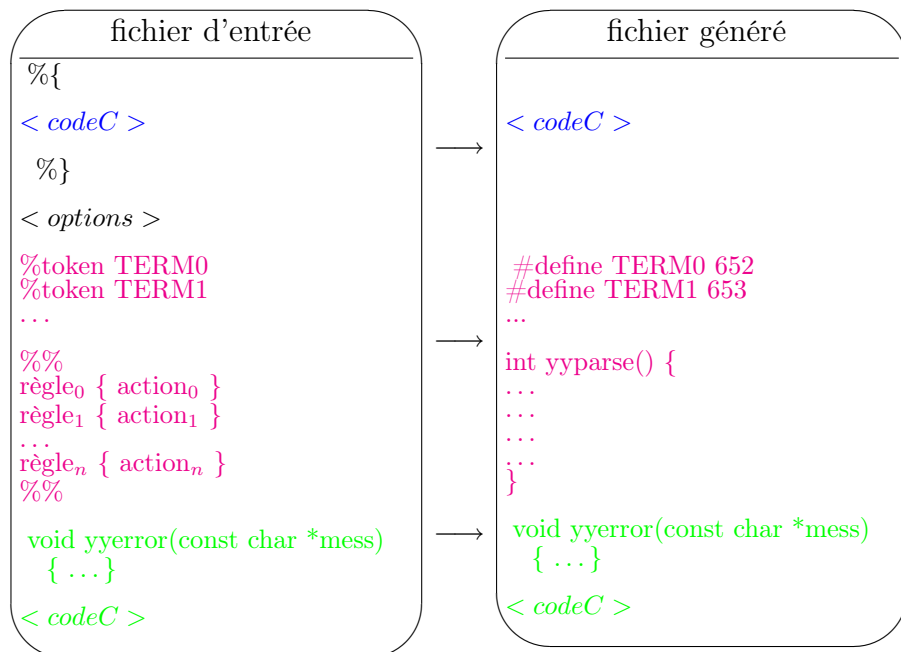 fichier d'entrée
%{
< codeC >
%}
< options >
%token TERM0
%token TERM1
...
%%
règle₀ { action₀ }
règle₁ { action₁ }
...
règleₙ { actionₙ }
%%
void yyerror(const char *mess)
{ ...}
< codeC >
fichier généré
< codeC >
#define TERM0 652
#define TERM1 653
...
int yyparse() {
...
...
...
...
}
void yyerror(const char *mess)
{ ...}
< codeC >